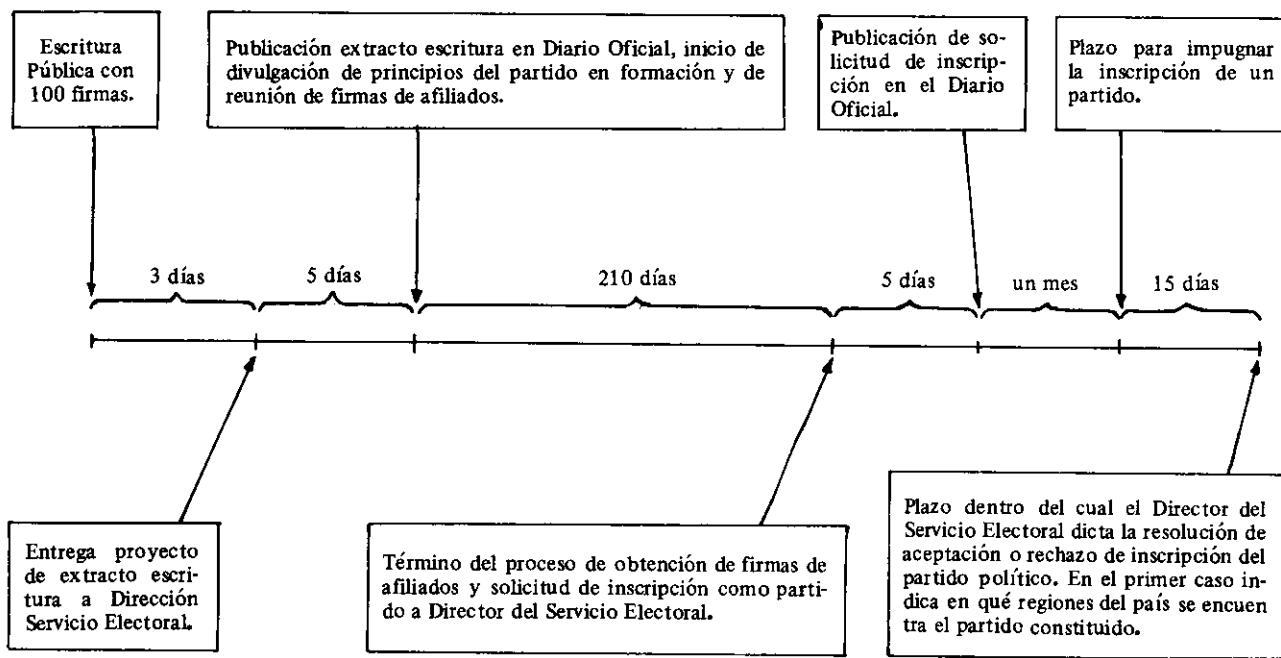 Escritura
Pública con
100 firmas.
Publicación extracto escritura en Diario Oficial, inicio de
divulgación de principios del partido en formación y de
reunión de firmas de afiliados.
Publicación de so-
licitud de inscrip-
ción en el Diario
Oficial.
Plazo para impugnar
la inscripción de un
partido.
3 días
5 días
210 días
5 días
un mes
15 días
Entrega proyecto
de extracto escri-
tura a Dirección
Servicio Electoral.
Término del proceso de obtención de firmas de
afiliados y solicitud de inscripción como parti-
do a Director del Servicio Electoral.
Plazo dentro del cual el Director del
Servicio Electoral dicta la resolución de
aceptación o rechazo de inscripción del
partido político. En el primer caso in-
dica en qué regiones del país se encuen
tra el partido constituido.